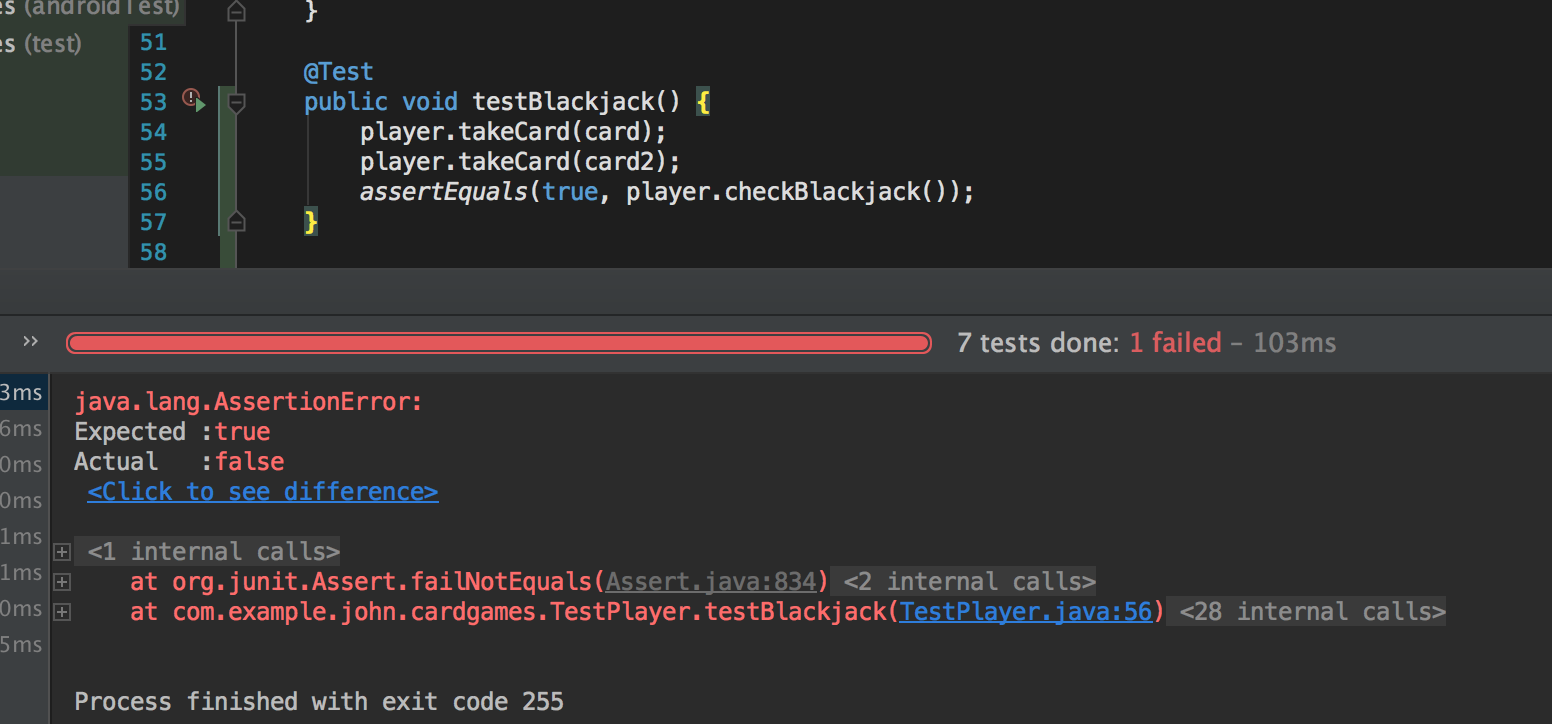 es (androidTest)
}
es (test)
51
52 @Test
53 public void testBlackjack() {
54 player.takeCard(card);
55 player.takeCard(card2);
56 assertEquals(true, player.checkBlackjack());
57 }
58
›› 7 tests done: 1 failed – 103ms
3ms java.lang.AssertionError:
6ms Expected :true
0ms Actual :false
0ms <Click to see difference>
1ms <1 internal calls>
1ms at org.junit.Assert.failNotEquals(Assert.java:834) <2 internal calls>
0ms at com.example.john.cardgames.TestPlayer.testBlackjack(TestPlayer.java:56) <28 internal calls>
5ms
Process finished with exit code 255